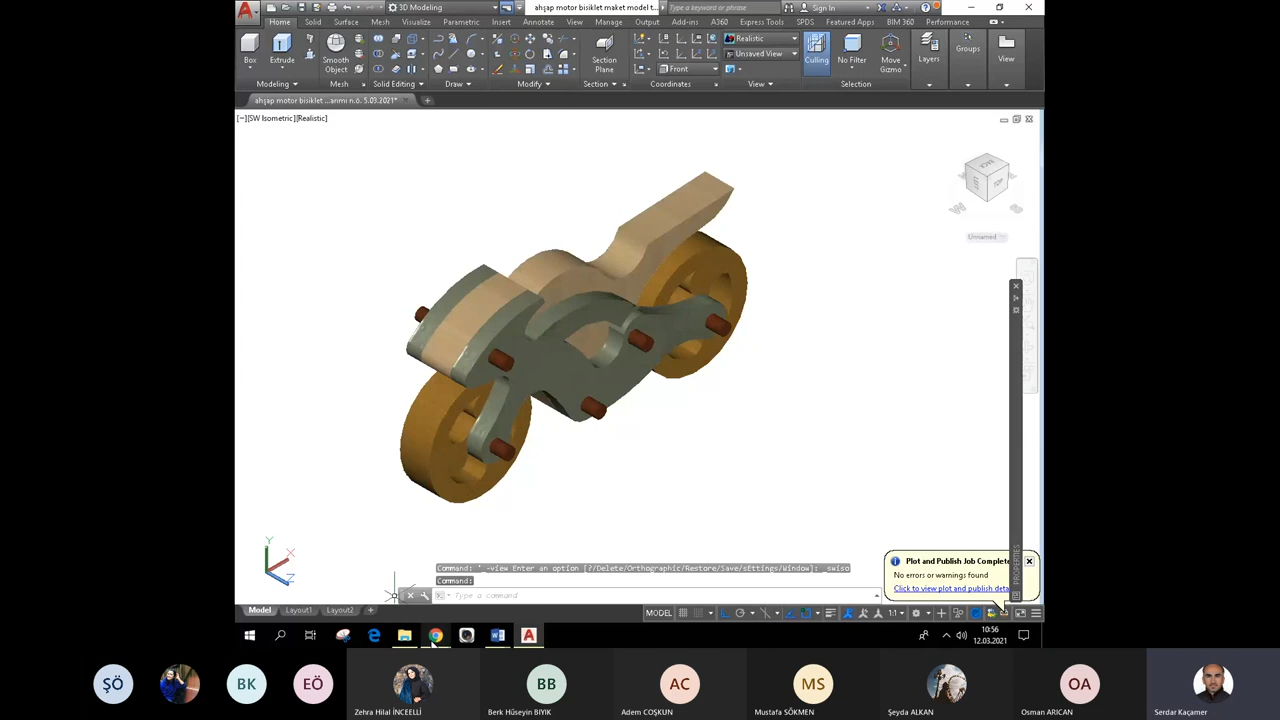 3D Modeling
ahşap motor bisiklet maket model t...
Type a keyword or phrase
Sign In
Home Solid Surface Mesh Visualize Parametric Insert Annotate View Manage Output Add-ins A360 Express Tools SPDS Featured Apps BIM 360 Performance
Box
Extrude
Smooth
Object
Section
Plane
Realistic
Unsaved View
Front
Culling
No Filter
Move
Gizmo
Layers
Groups
View
Modeling Mesh Solid Editing Draw Modify Section Coordinates View Selection
ahşap motor bisiklet ...arımı n.ö. 5.03.2021*
[−][SW Isometric][Realistic]
LEFT
TOP
Unnamed
Y
X
Z
Plot and Publish Job Complete
No errors or warnings found
Click to view plot and publish deta
PROPERTIES
Command: '_-view Enter an option [?/Delete/Orthographic/Restore/Save/sEttings/Window]: _swiso
Command:
Type a command
Model Layout1 Layout2 +
MODEL
1:1
10:56
12.03.2021
ŞÖ
BK
EÖ
BB
AC
MS
OA
Zehra Hilal İNCEELLİ
Berk Hüseyin BIYIK
Adem COŞKUN
Mustafa SÖKMEN
Şeyda ALKAN
Osman ARICAN
Serdar Kaçamer